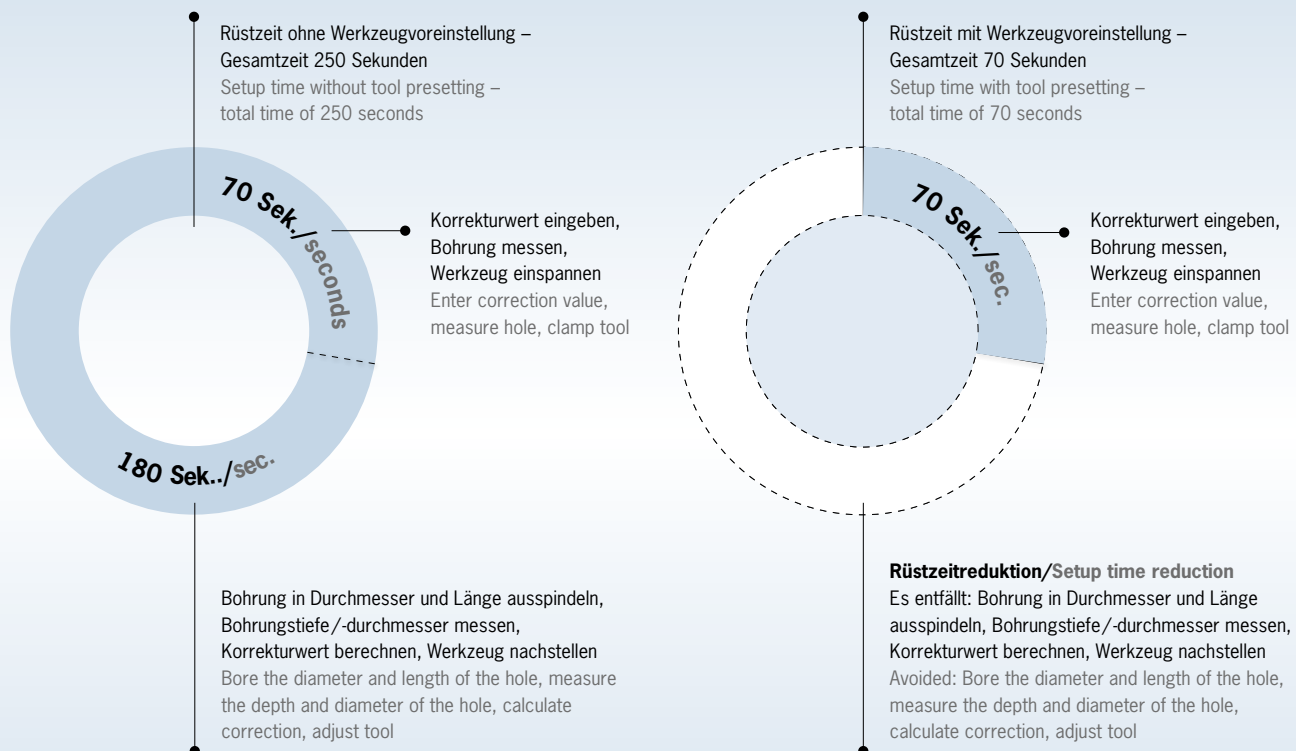 Rüstzeit ohne Werkzeugvoreinstellung –
Gesamtzeit 250 Sekunden
Setup time without tool presetting –
total time of 250 seconds
70 Sek./seconds
Korrekturwert eingeben,
Bohrung messen,
Werkzeug einspannen
Enter correction value,
measure hole, clamp tool
180 Sek../sec.
Bohrung in Durchmesser und Länge ausspindeln,
Bohrungstiefe/-durchmesser messen,
Korrekturwert berechnen, Werkzeug nachstellen
Bore the diameter and length of the hole, measure
the depth and diameter of the hole, calculate
correction, adjust tool
Rüstzeit mit Werkzeugvoreinstellung –
Gesamtzeit 70 Sekunden
Setup time with tool presetting –
total time of 70 seconds
70 Sek./sec.
Korrekturwert eingeben,
Bohrung messen,
Werkzeug einspannen
Enter correction value,
measure hole, clamp tool
Rüstzeitreduktion/Setup time reduction
Es entfällt: Bohrung in Durchmesser und Länge
ausspindeln, Bohrungstiefe/-durchmesser messen,
Korrekturwert berechnen, Werkzeug nachstellen
Avoided: Bore the diameter and length of the hole,
measure the depth and diameter of the hole,
calculate correction, adjust tool